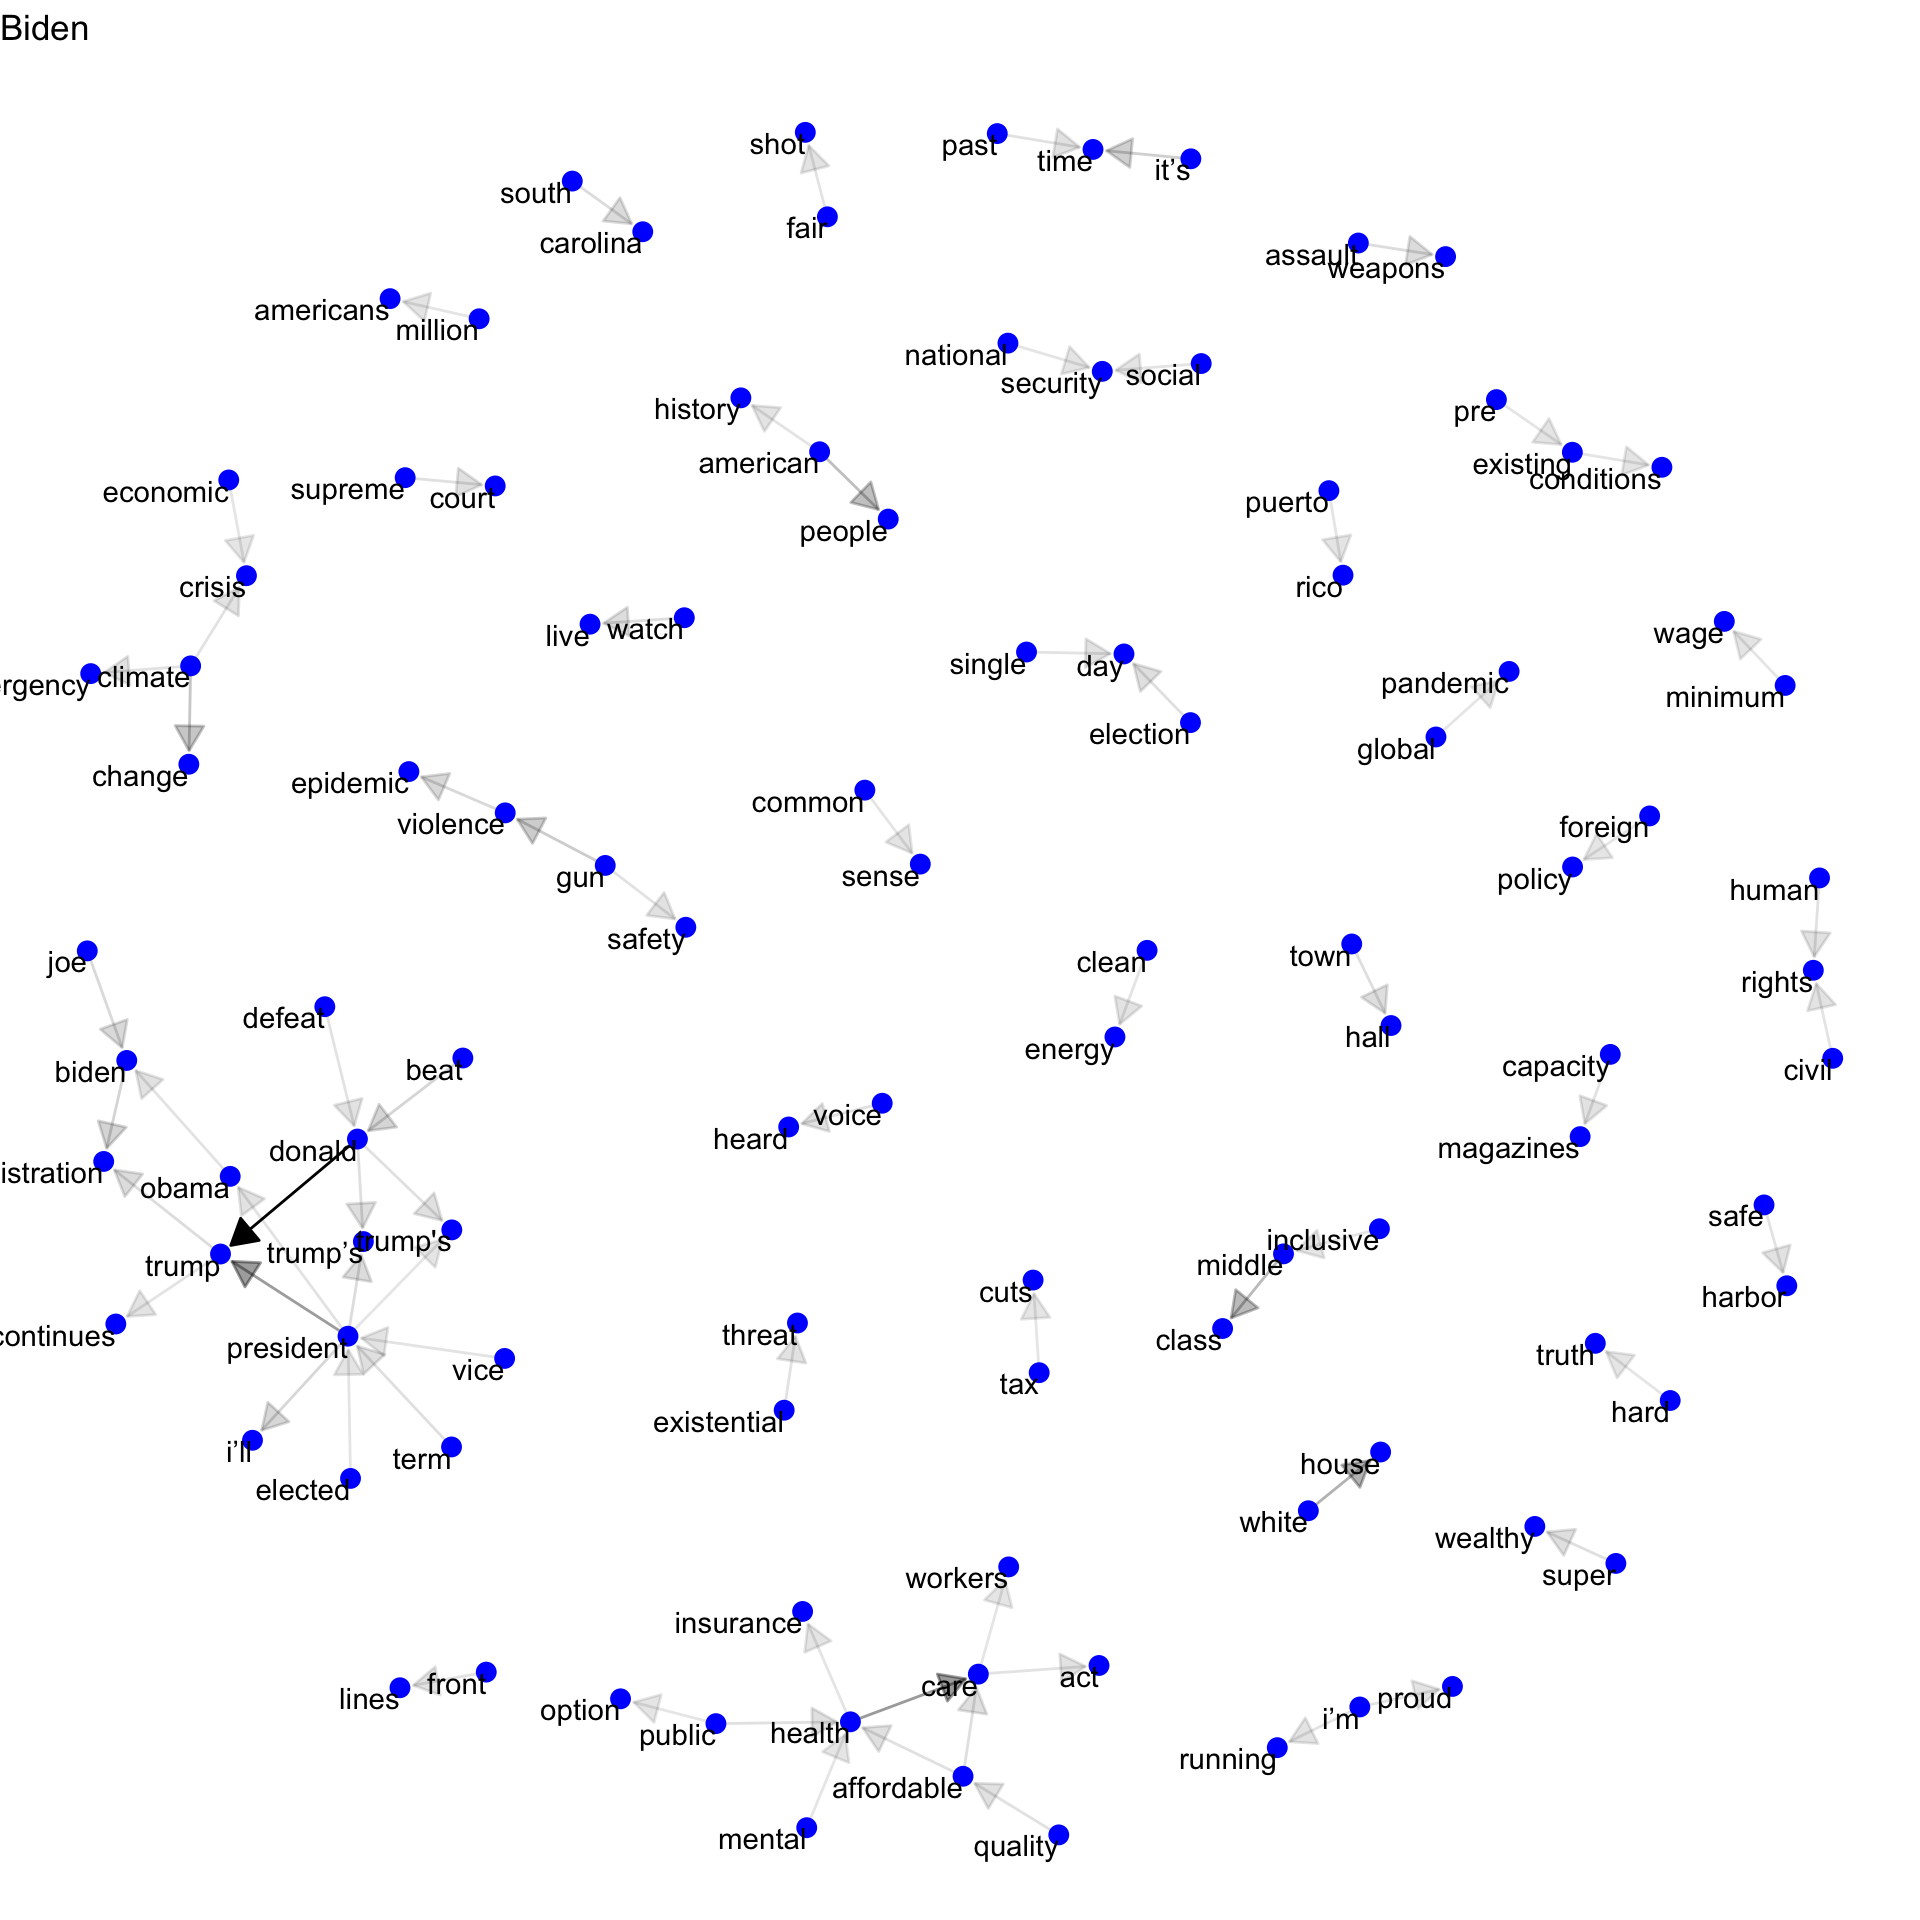 Biden
shot
past
time
it’s
south
carolina
fair
assault
weapons
americans
million
national
security
social
history
american
people
pre
existing
conditions
economic
supreme
court
puerto
rico
crisis
live
watch
wage
minimum
single
day
election
pandemic
global
ergency
climate
change
epidemic
violence
gun
safety
common
sense
foreign
policy
human
rights
civil
joe
biden
defeat
beat
clean
energy
town
hall
capacity
magazines
voice
heard
donald
istration
obama
trump
trump’s
trump's
continues
president
vice
i’ll
elected
term
inclusive
middle
class
safe
harbor
cuts
tax
threat
existential
truth
hard
house
white
wealthy
super
workers
insurance
care
act
lines
front
option
public
health
affordable
mental
quality
i’m
proud
running